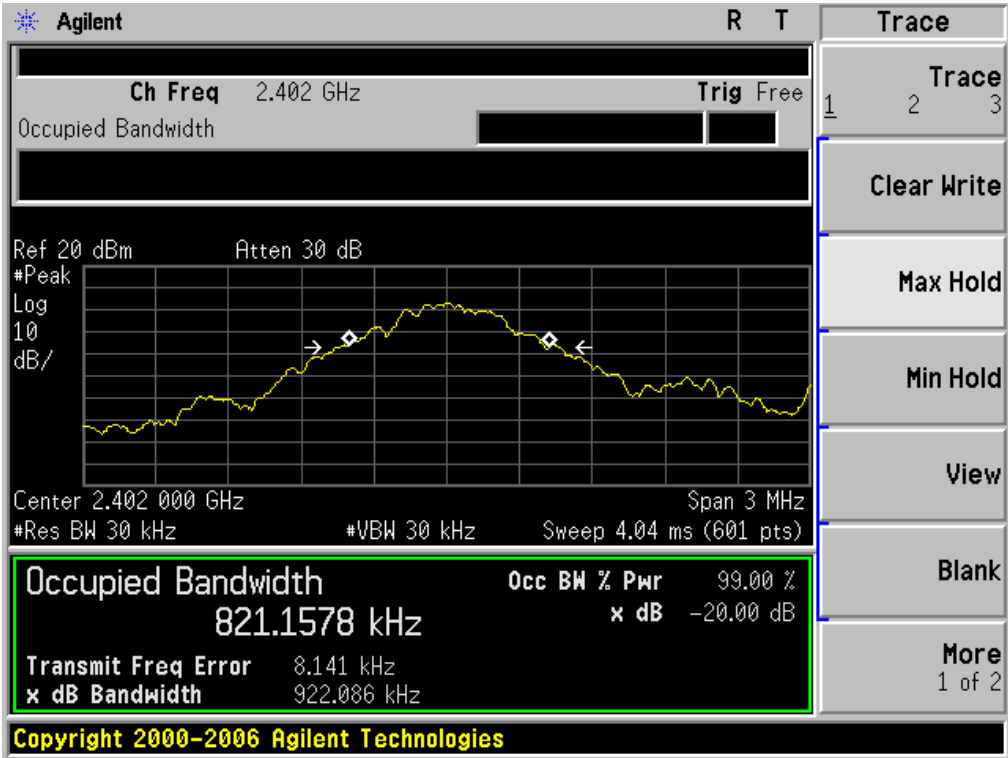 Agilent R T Trace
Ch Freq 2.402 GHz Trig Free
Occupied Bandwidth
Trace
1 2 3
Clear Write
Max Hold
Min Hold
View
Blank
More
1 of 2
Ref 20 dBm Atten 30 dB
#Peak
Log
10
dB/
Center 2.402 000 GHz Span 3 MHz
#Res BW 30 kHz #VBW 30 kHz Sweep 4.04 ms (601 pts)
Occupied Bandwidth Occ BW % Pwr 99.00 %
821.1578 kHz x dB -20.00 dB
Transmit Freq Error 8.141 kHz
x dB Bandwidth 922.086 kHz
Copyright 2000-2006 Agilent Technologies